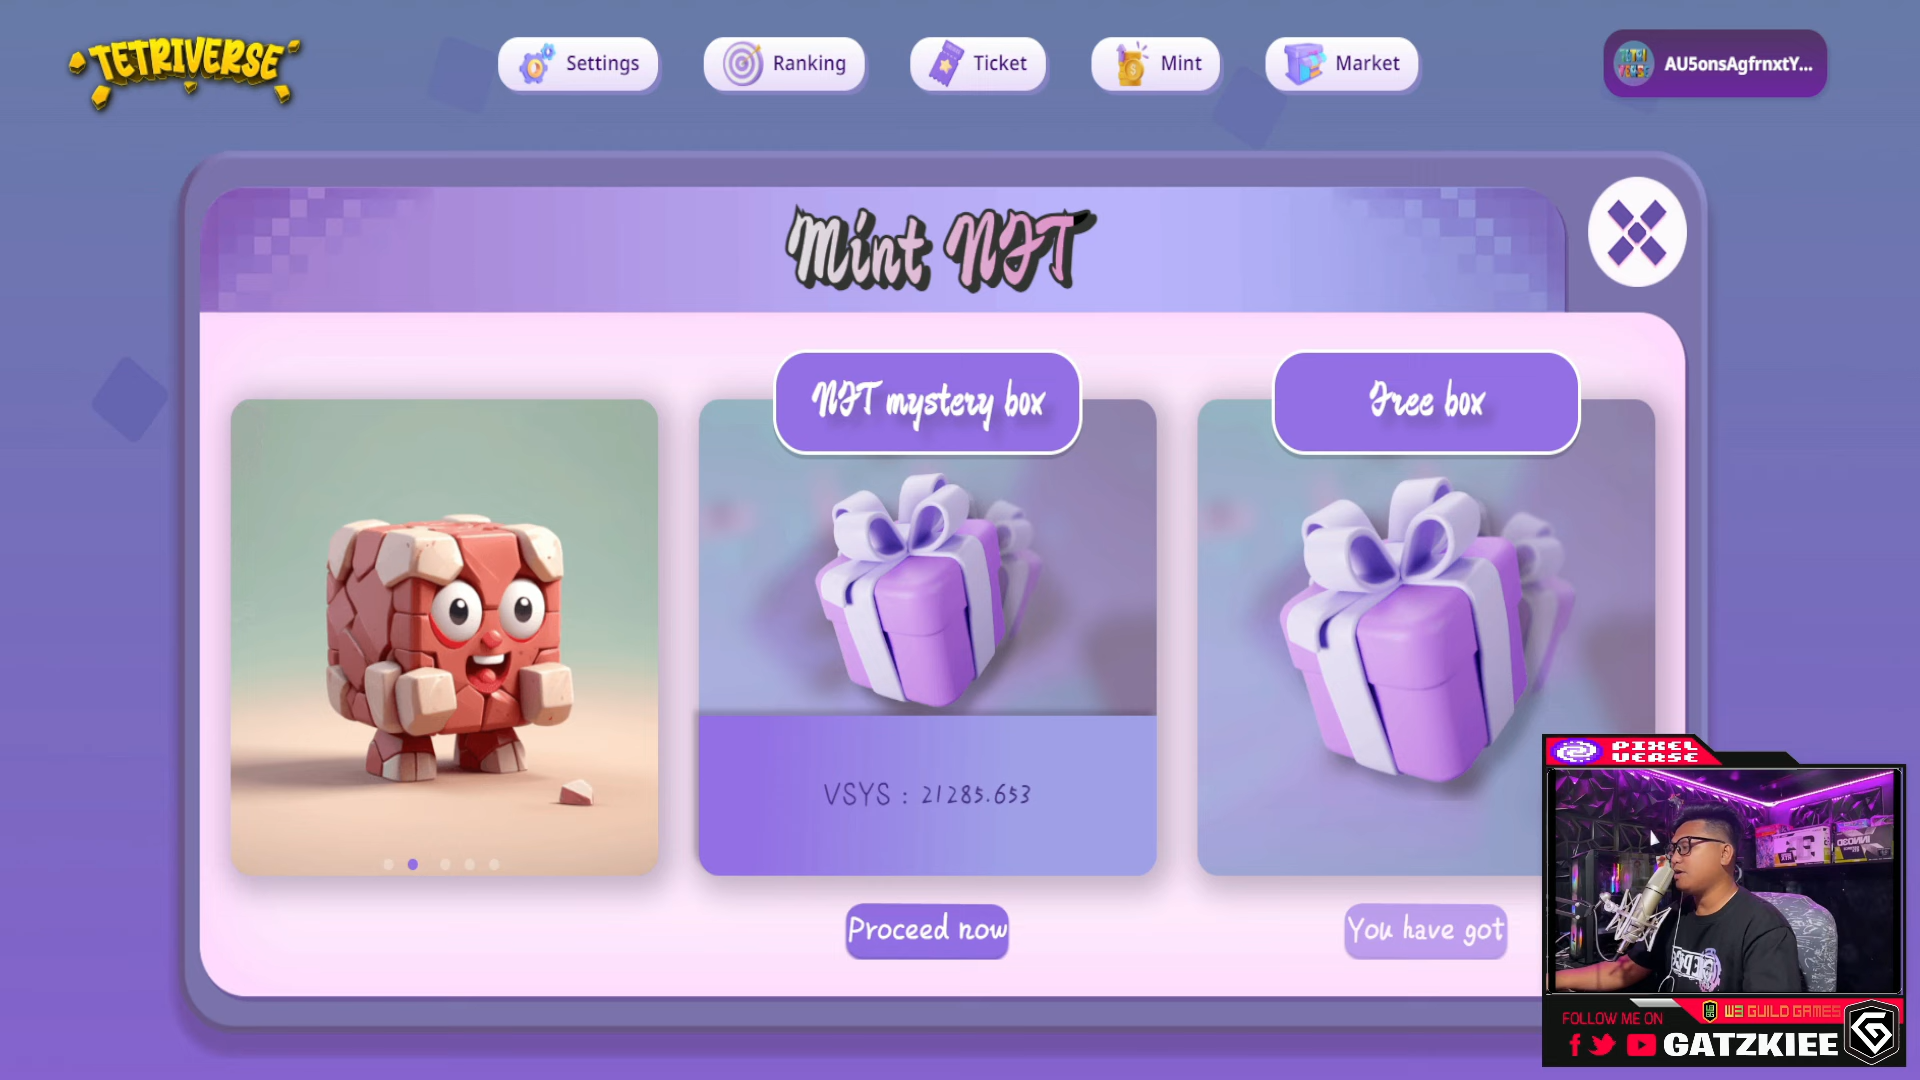 TETRIVERSE
Settings
Ranking
Ticket
Mint
Market
AU5onsAgfrnxtY...
Mint NFT
NFT mystery box
Free box
VSYS : 21285.653
Proceed now
You have got
PIXEL
VERSE
FOLLOW ME ON
W3 GUILD GAMES
GATZKIEE